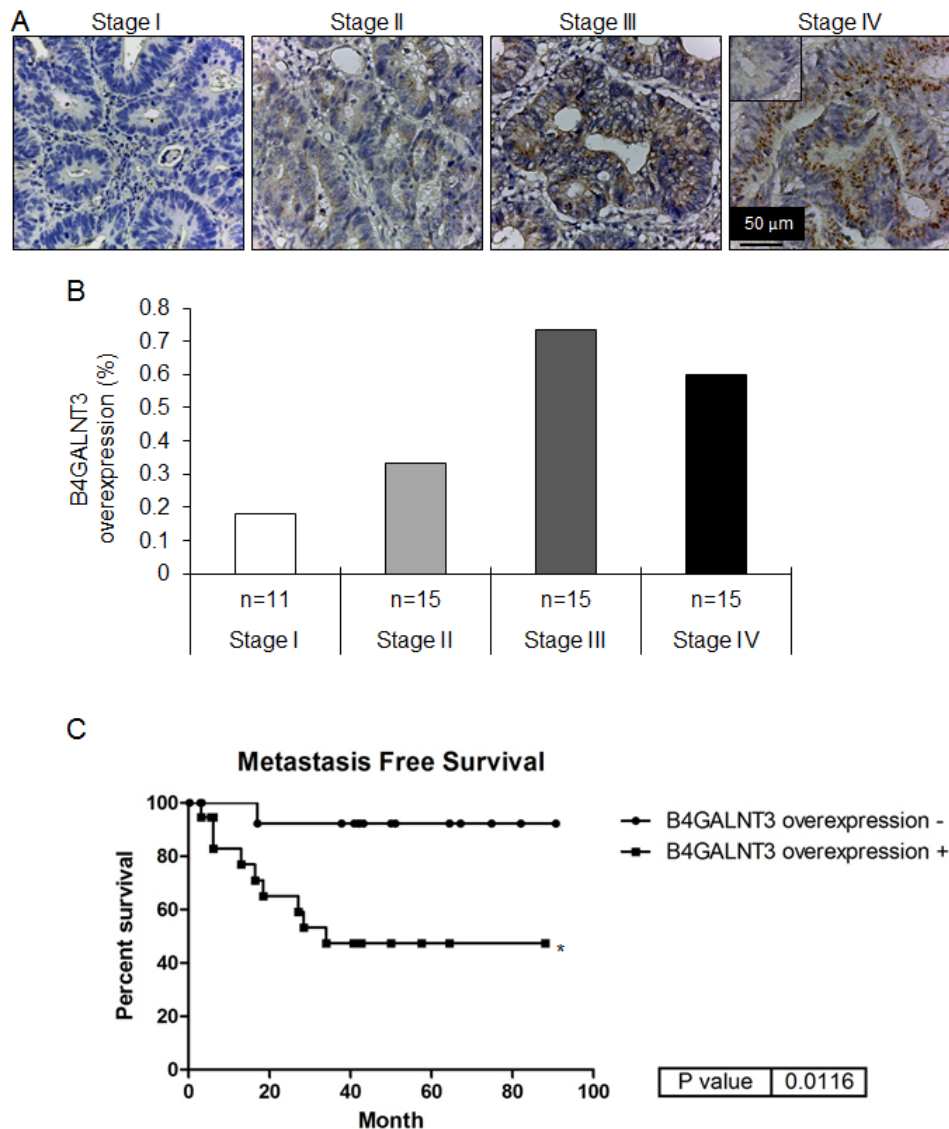 A
Stage I Stage II Stage III Stage IV
50 μm
B
B4GALNT3
overexpression (%)
0.8
0.7
0.6
0.5
0.4
0.3
0.2
0.1
0
n=11 n=15 n=15 n=15
Stage I Stage II Stage III Stage IV
C
Metastasis Free Survival
Percent survival
100
80
60
40
20
0
0 20 40 60 80 100
Month
*
B4GALNT3 overexpression -
B4GALNT3 overexpression +
P value 0.0116